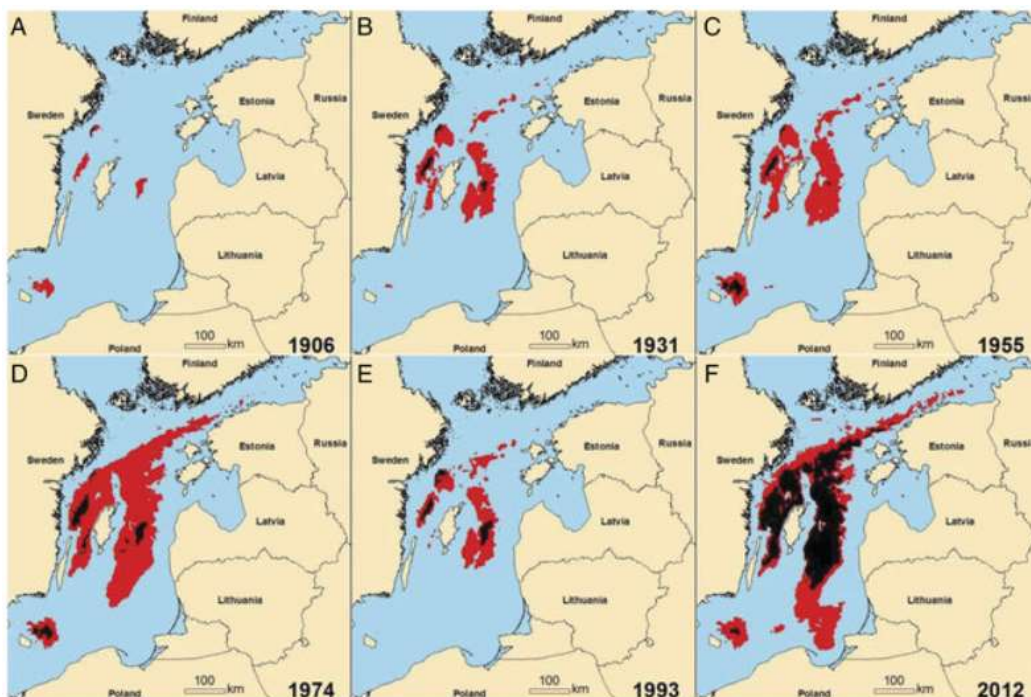 A
Finland
Sweden
Estonia
Russia
Latvia
Lithuania
100 km
Poland
1906
B
Finland
Sweden
Estonia
Russia
Latvia
Lithuania
100 km
Poland
1931
C
Finland
Sweden
Estonia
Russia
Latvia
Lithuania
100 km
Poland
1955
D
Finland
Sweden
Estonia
Russia
Latvia
Lithuania
100 km
Poland
1974
E
Finland
Sweden
Estonia
Russia
Latvia
Lithuania
100 km
Poland
1993
F
Finland
Sweden
Estonia
Russia
Latvia
Lithuania
100 km
Poland
2012